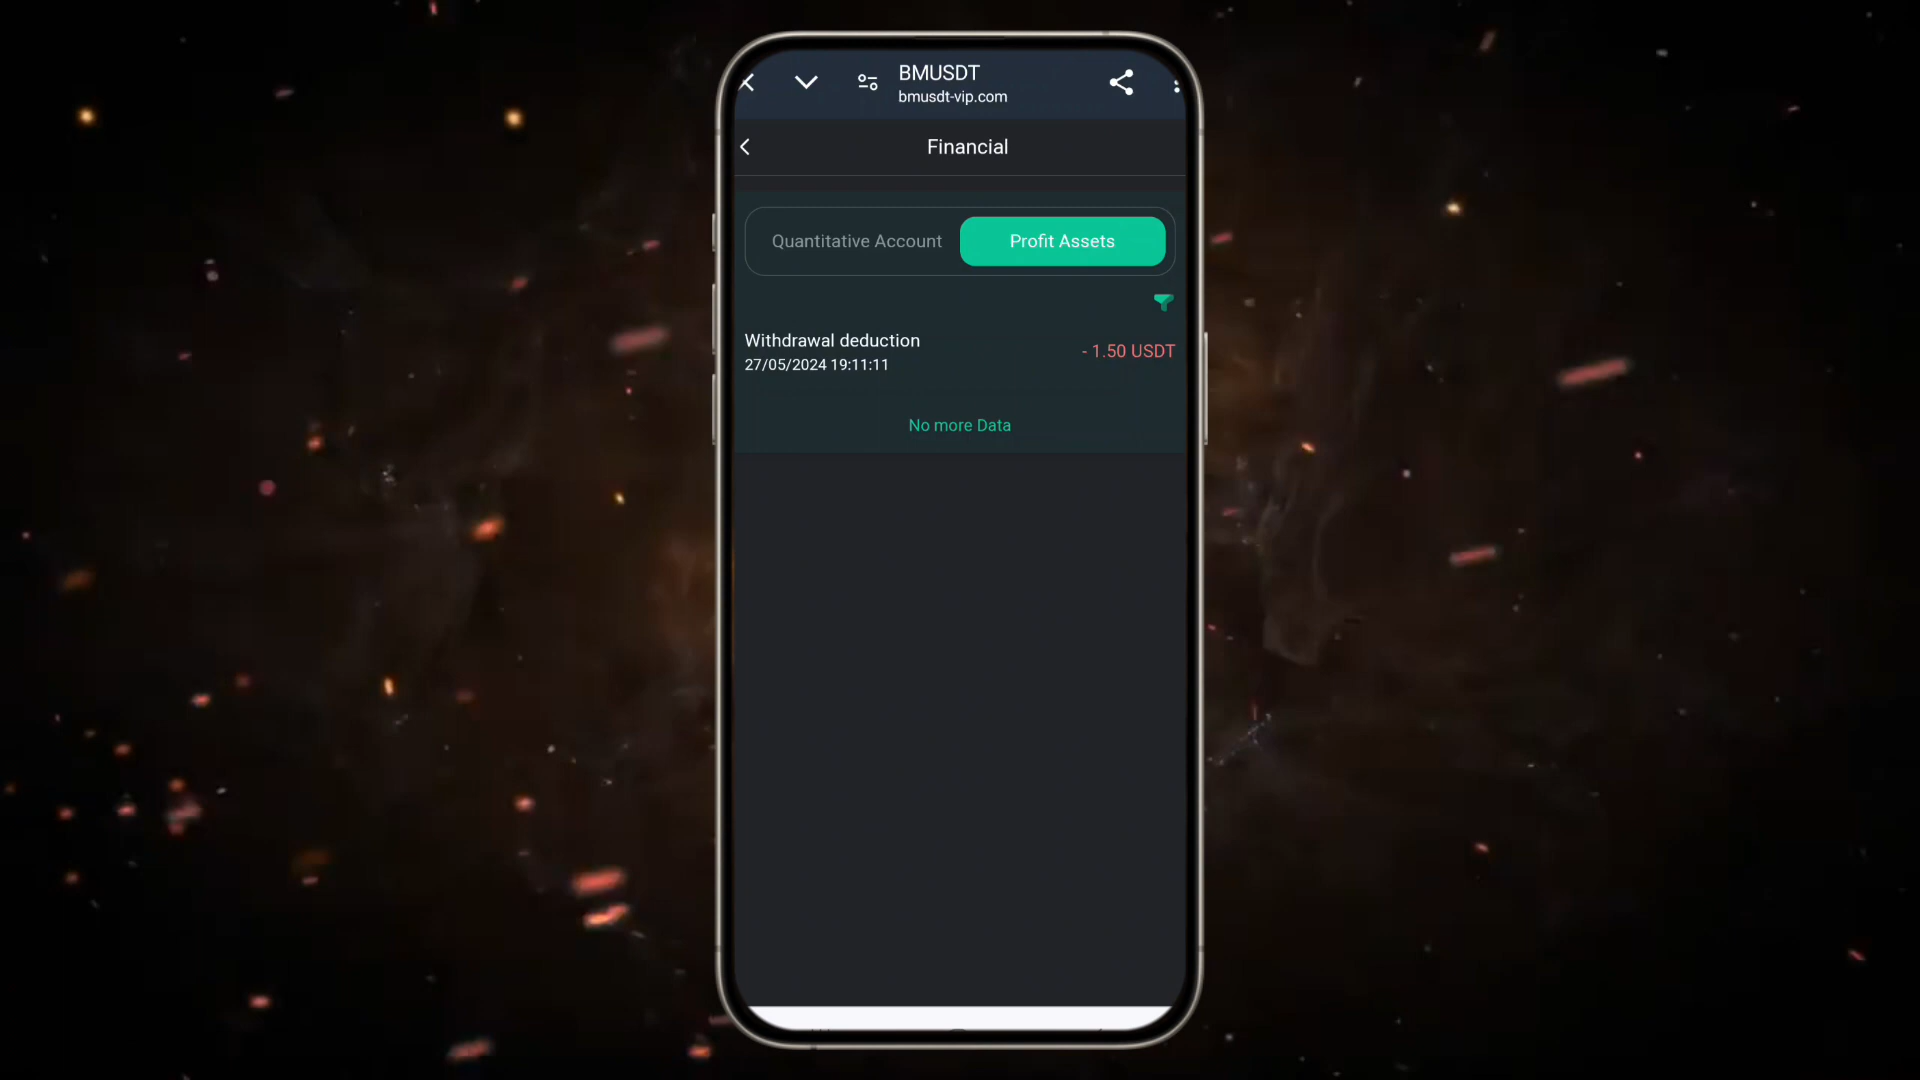 BMUSDT
bmusdt-vip.com
Financial
Quantitative Account
Profit Assets
Withdrawal deduction
- 1.50 USDT
27/05/2024 19:11:11
No more Data